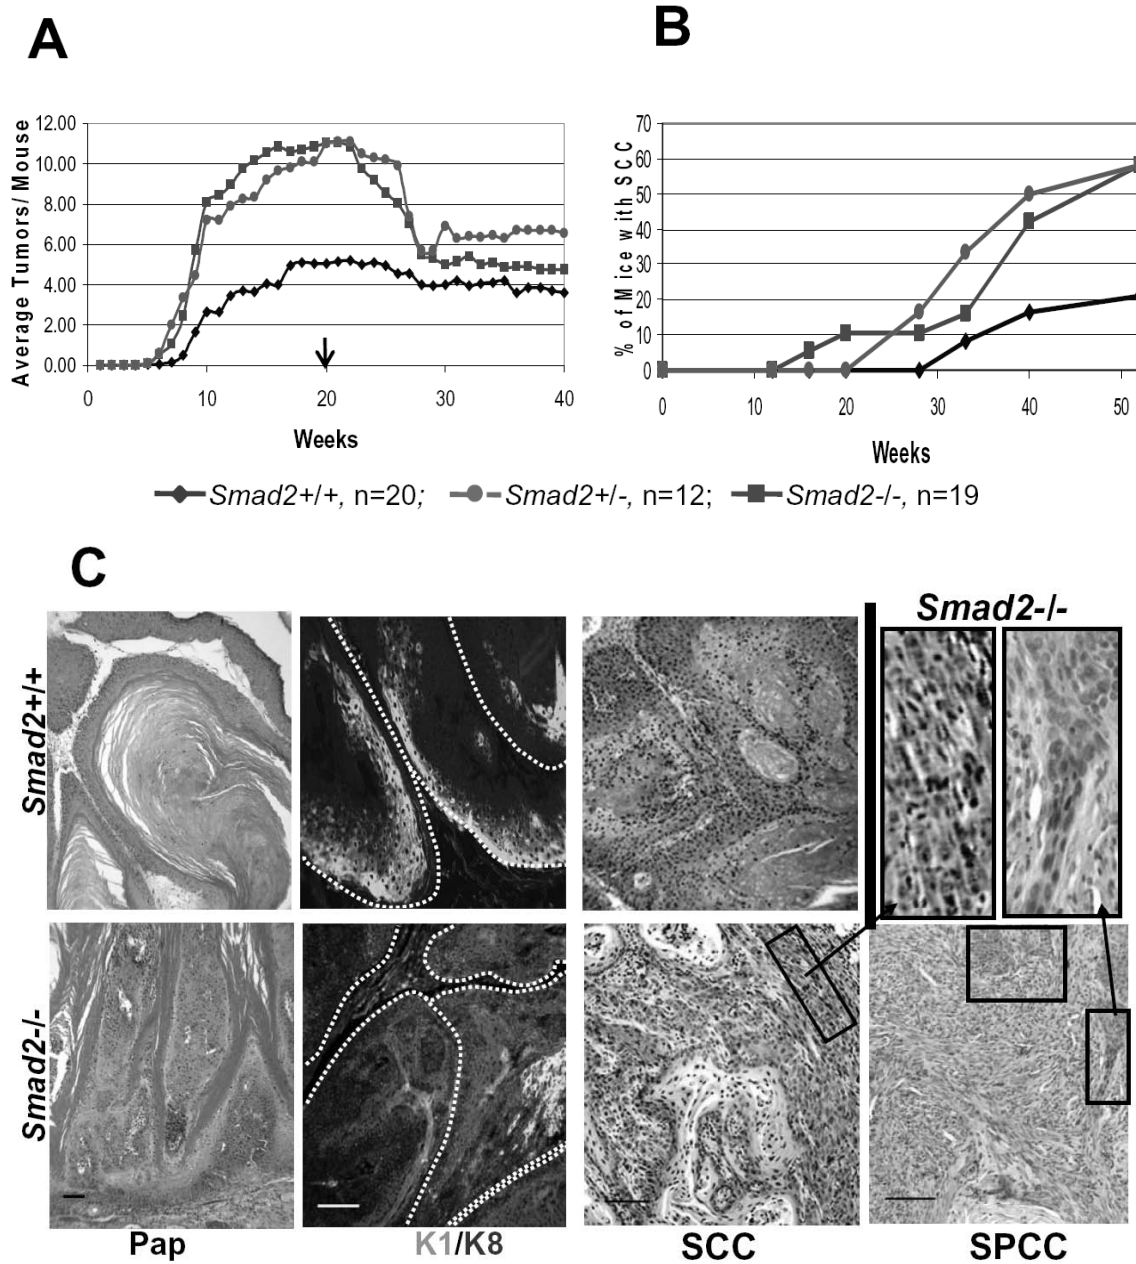 A
B
Average Tumors/Mouse
12.00
10.00
8.00
6.00
4.00
2.00
0.00
0
10
20
30
40
Weeks
% of Mice with SCC
70
60
50
40
30
20
10
0
0
10
20
30
40
50
Weeks
Smad2+/+, n=20; Smad2+/-, n=12; Smad2-/-, n=19
C
Smad2-/-
Smad2+/+
Smad2-/-
Pap
K1/K8
SCC
SPCC